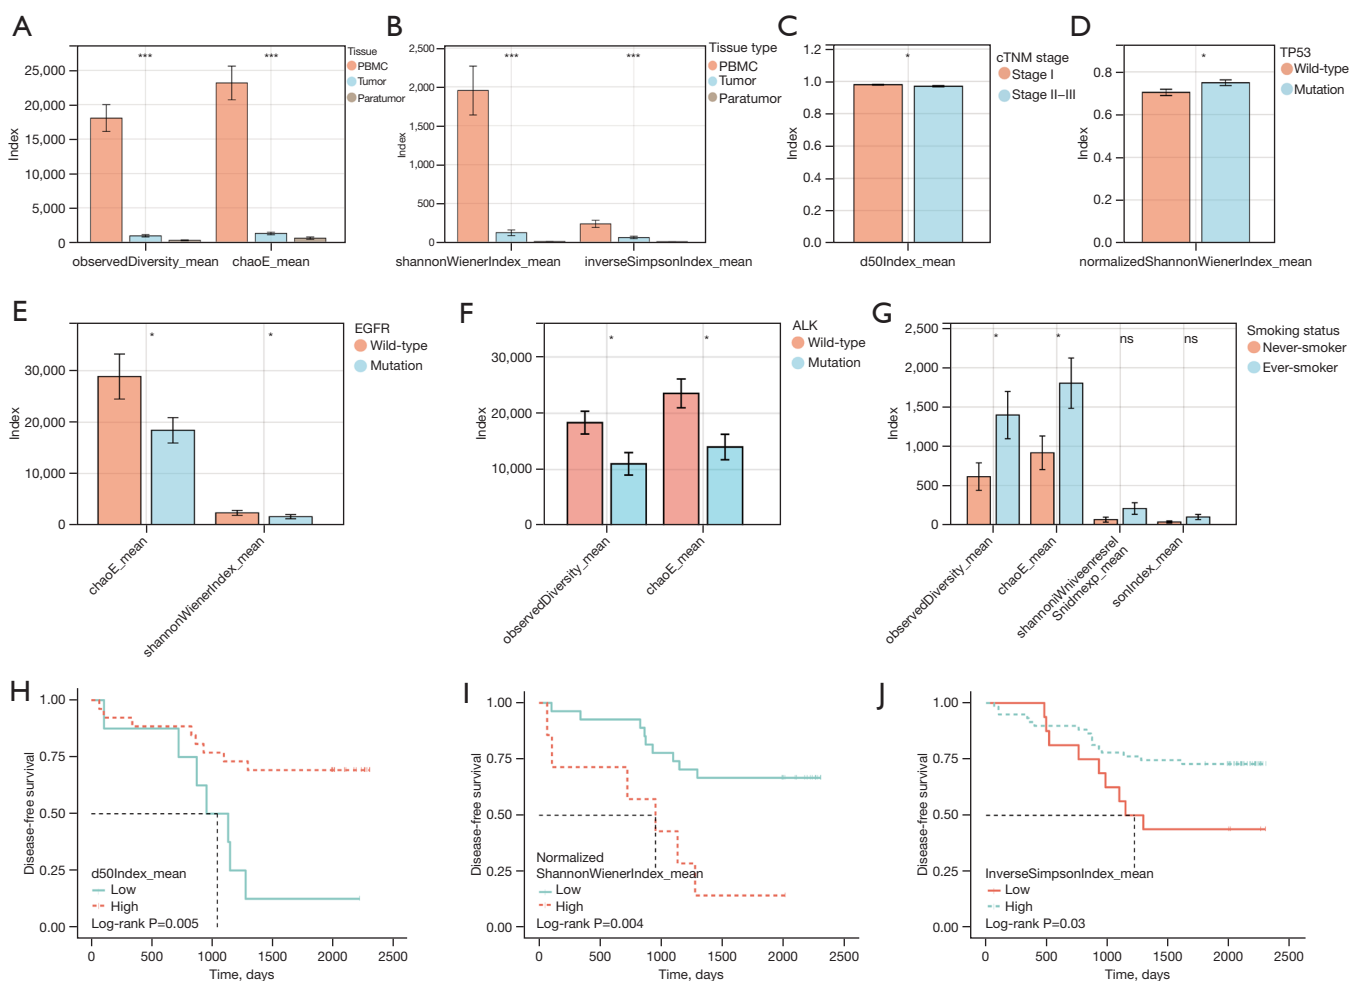 A
***
***
25,000
20,000
15,000
10,000
5,000
0
Index
observedDiversity_mean
chaoE_mean
Tissue
PBMC
Tumor
Paratumor
B
***
***
2,500
2,000
1,500
1,000
500
0
Index
shannonWienerIndex_mean
inverseSimpsonIndex_mean
Tissue type
PBMC
Tumor
Paratumor
C
*
1.2
1.0
0.8
0.6
0.4
0.2
0.0
Index
d50Index_mean
cTNM stage
Stage I
Stage II–III
D
*
0.8
0.6
0.4
0.2
0.0
Index
normalizedShannonWienerIndex_mean
TP53
Wild-type
Mutation
E
*
*
30,000
20,000
10,000
0
Index
chaoE_mean
shannonWienerIndex_mean
EGFR
Wild-type
Mutation
F
*
*
30,000
20,000
10,000
0
Index
observedDiversity_mean
chaoE_mean
ALK
Wild-type
Mutation
G
*
*
ns
ns
2,500
2,000
1,500
1,000
500
0
Index
observedDiversity_mean
chaoE_mean
shannoniWniveenresrel
Snidmexp_mean
sonIndex_mean
Smoking status
Never-smoker
Ever-smoker
H
1.00
0.75
0.50
0.25
0.00
Disease-free survival
d50Index_mean
Low
High
Log-rank P=0.005
0
500
1000
1500
2000
2500
Time, days
I
1.00
0.75
0.50
0.25
0.00
Disease-free survival
Normalized
ShannonWienerIndex_mean
Low
High
Log-rank P=0.004
0
500
1000
1500
2000
2500
Time, days
J
1.00
0.75
0.50
0.25
0.00
Disease-free survival
InverseSimpsonIndex_mean
Low
High
Log-rank P=0.03
0
500
1000
1500
2000
2500
Time, days